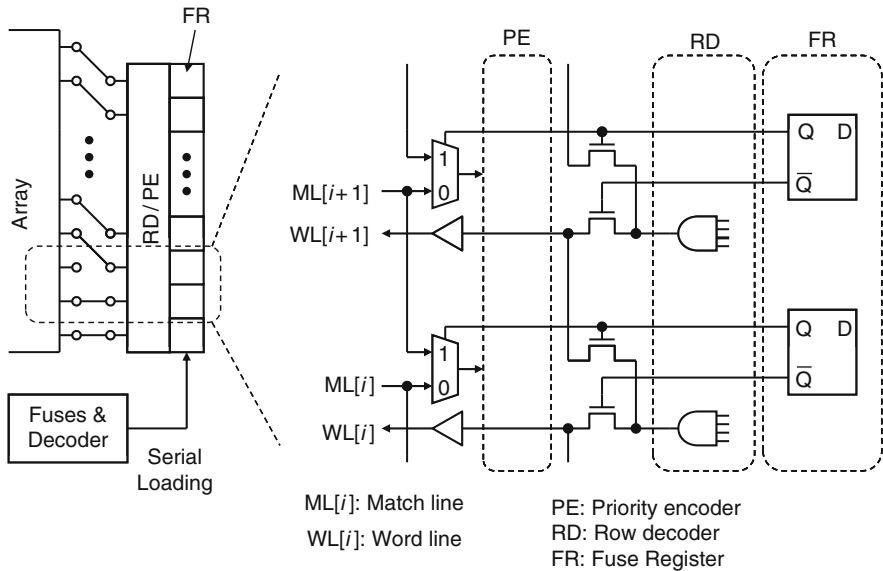 FR
Array
RD/PE
Fuses &
Decoder
Serial
Loading
PE
RD
FR
1
0
ML[i+1]
WL[i+1]
Q D
Q̅
1
0
ML[i]
WL[i]
Q D
Q̅
ML[i]: Match line
WL[i]: Word line
PE: Priority encoder
RD: Row decoder
FR: Fuse Register